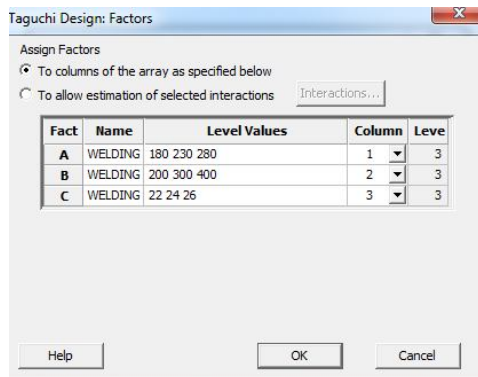 Taguchi Design: Factors
Assign Factors
To columns of the array as specified below
To allow estimation of selected interactions Interactions...
Fact Name Level Values Column Leve
A WELDING 180 230 280 1 3
B WELDING 200 300 400 2 3
C WELDING 22 24 26 3 3
Help OK Cancel